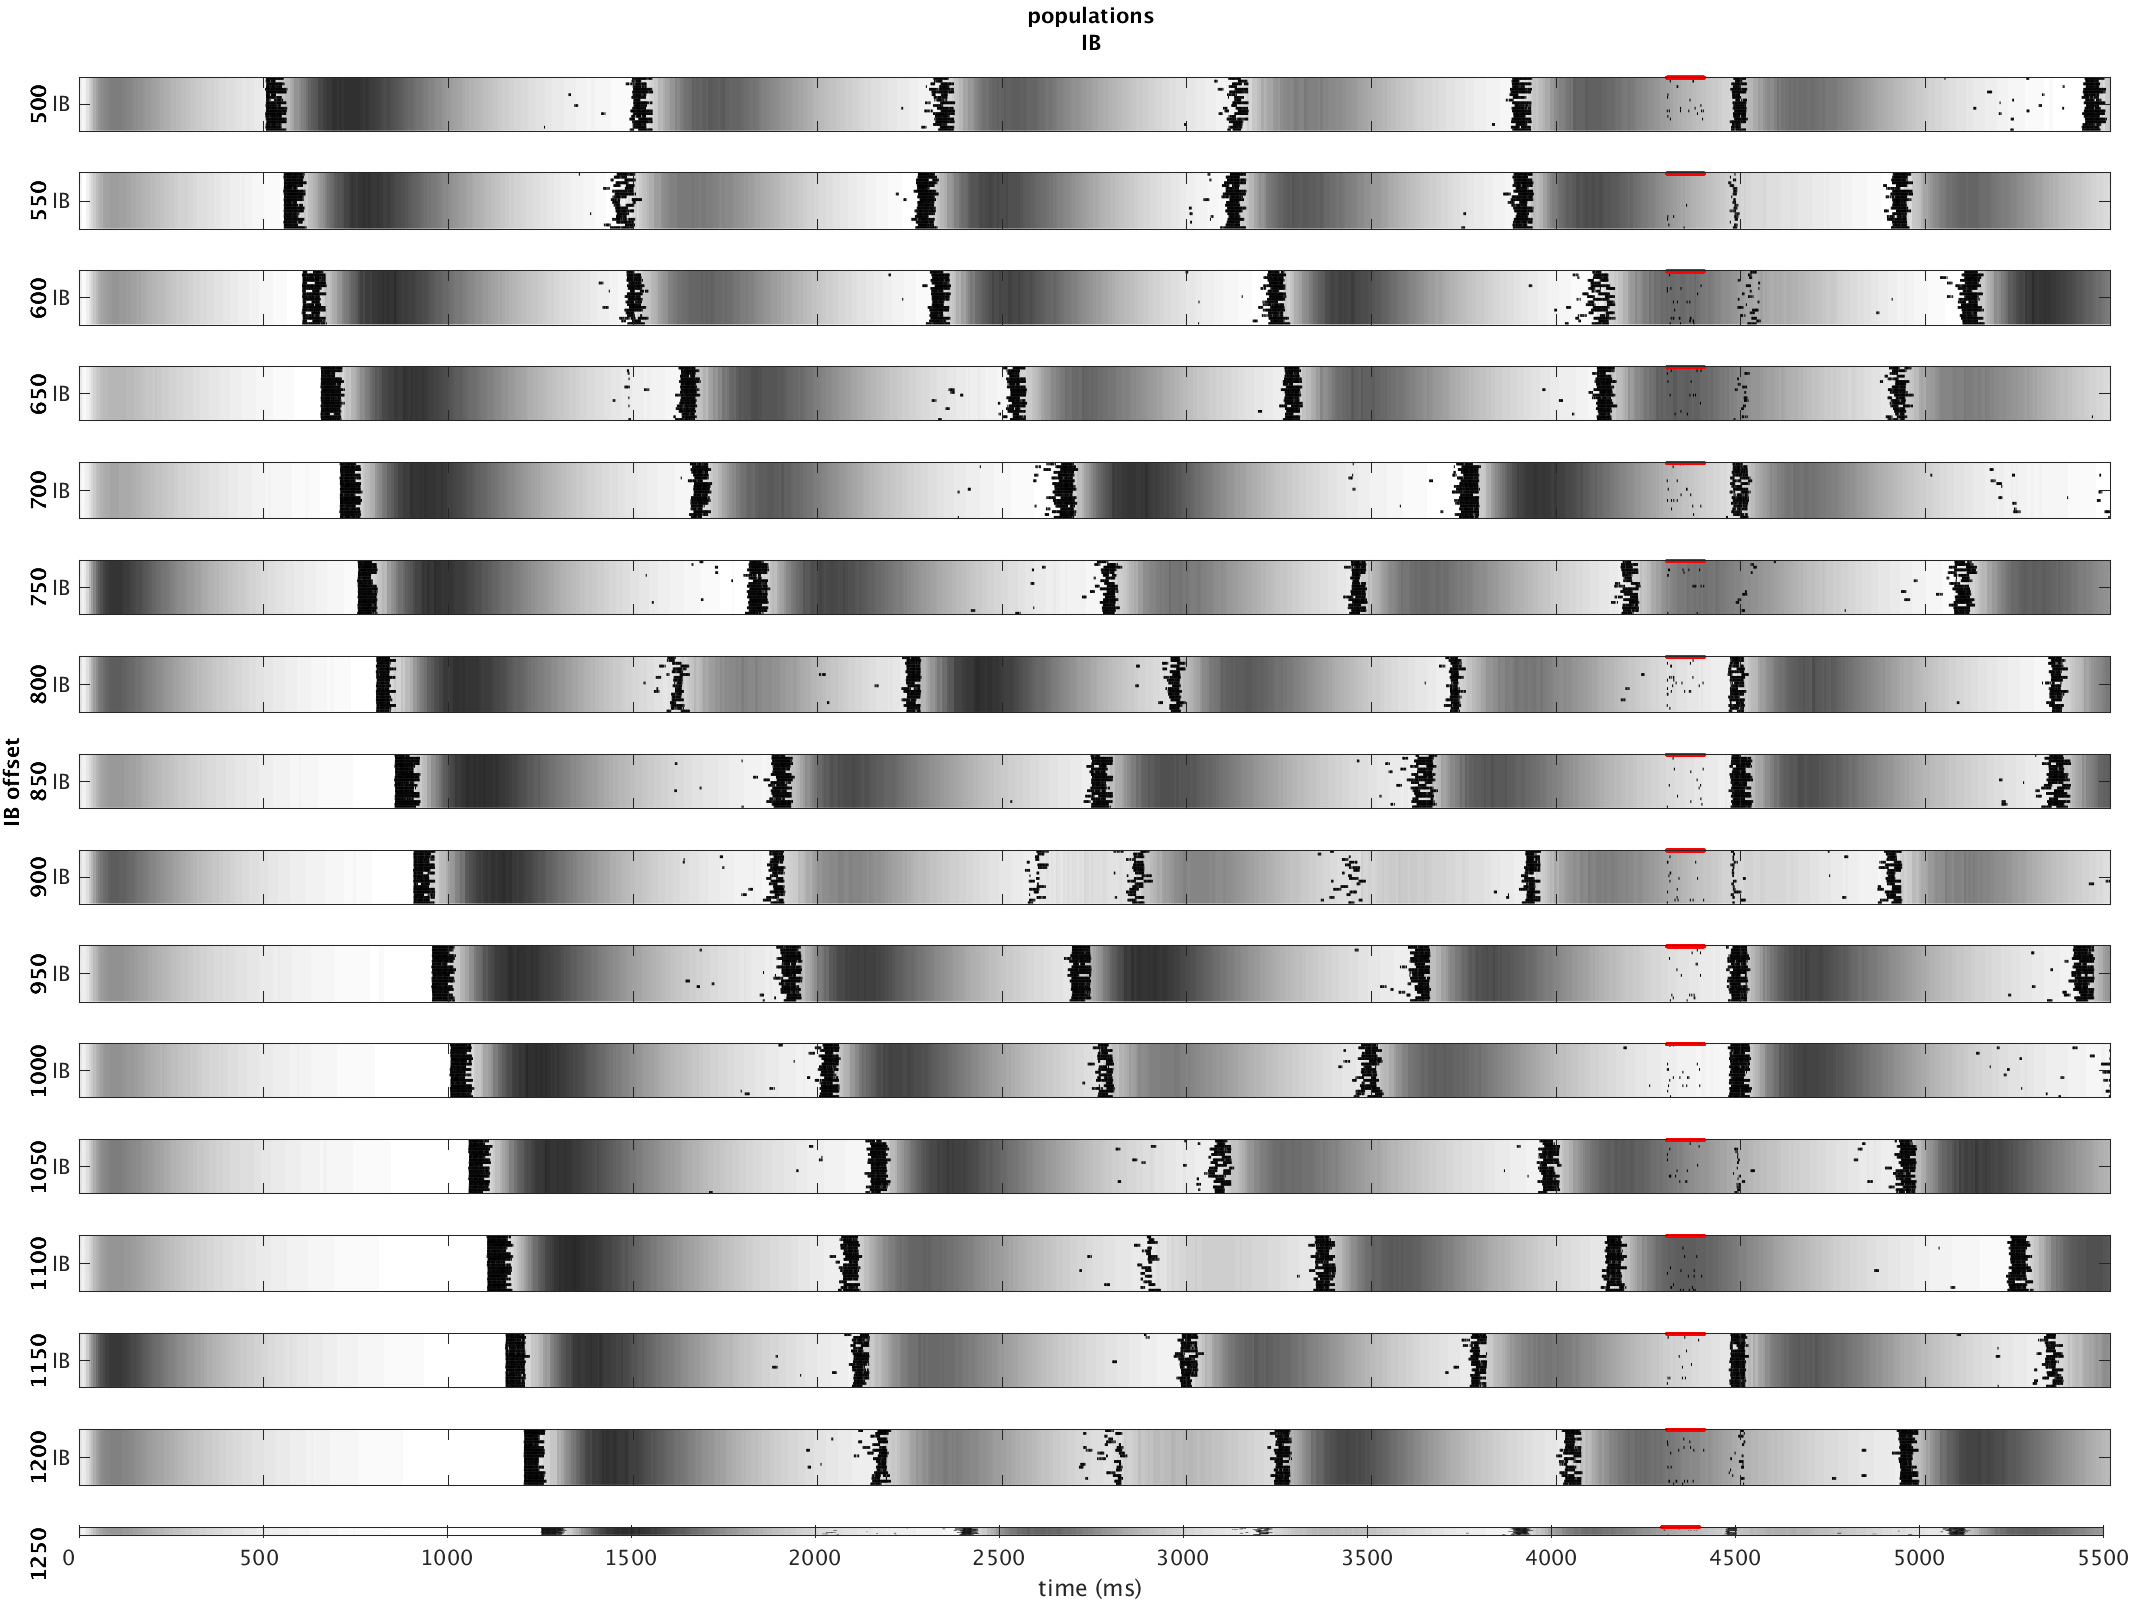 populations
IB
IB offset
500 IB
550 IB
600 IB
650 IB
700 IB
750 IB
800 IB
850 IB
900 IB
950 IB
1000 IB
1050 IB
1100 IB
1150 IB
1200 IB
1250
0 500 1000 1500 2000 2500 3000 3500 4000 4500 5000 5500
time (ms)